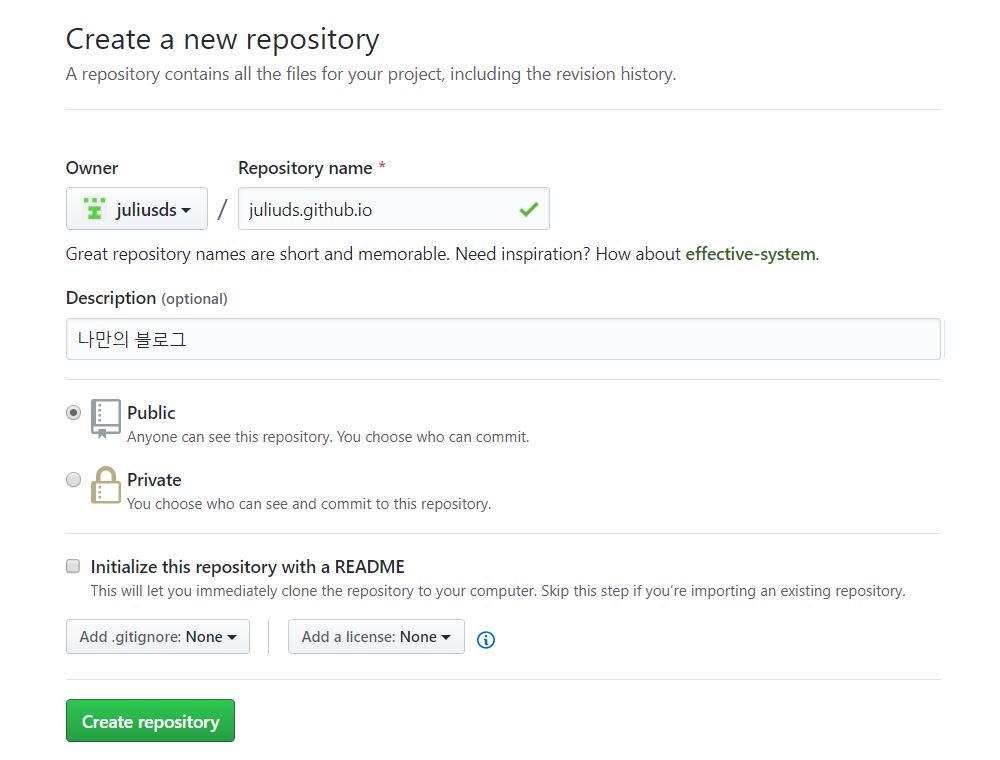 Create a new repository
A repository contains all the files for your project, including the revision history.
Owner Repository name *
juliusds / juliuds.github.io
Great repository names are short and memorable. Need inspiration? How about effective-system.
Description (optional)
나만의 블로그
Public
Anyone can see this repository. You choose who can commit.
Private
You choose who can see and commit to this repository.
Initialize this repository with a README
This will let you immediately clone the repository to your computer. Skip this step if you’re importing an existing repository.
Add .gitignore: None Add a license: None
Create repository